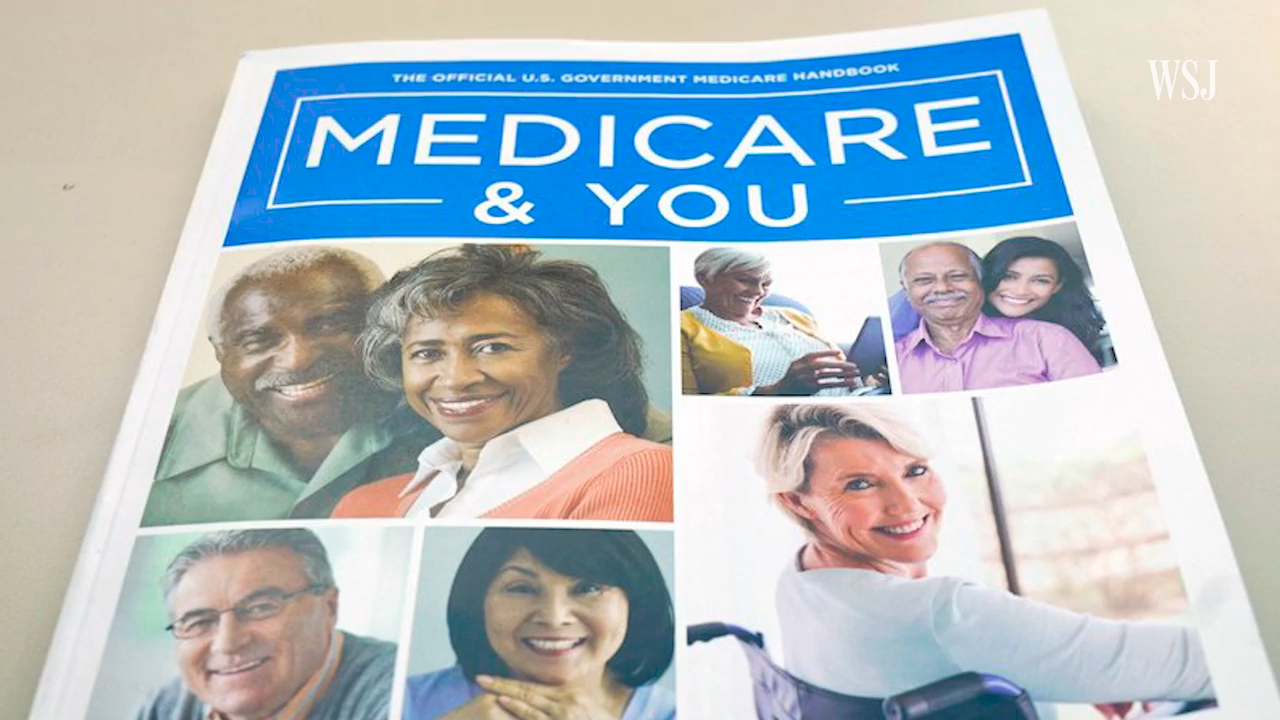 WSJ
THE OFFICIAL U.S. GOVERNMENT MEDICARE HANDBOOK
MEDICARE
& YOU